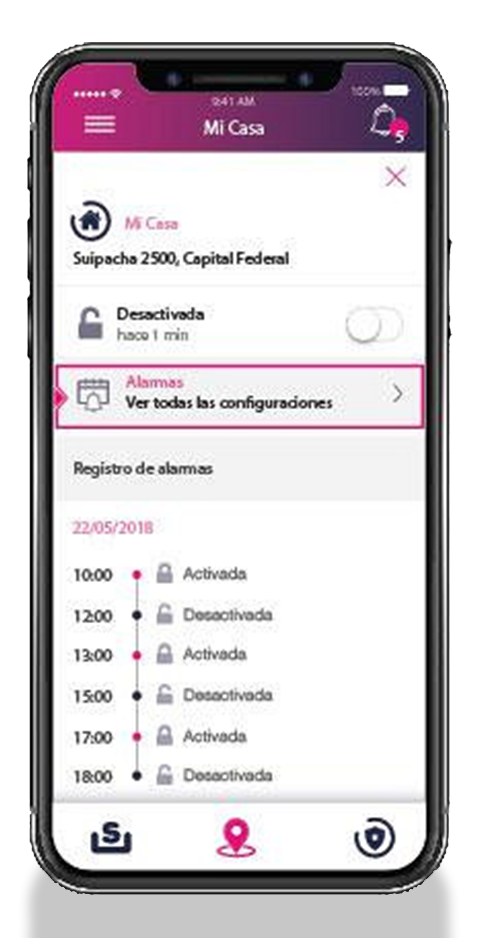 9:41 AM
100%
Mi Casa
5
Mi Casa
Suipacha 2500, Capital Federal
Desactivada
hace 1 min
Alarmas
Ver todas las configuraciones
Registro de alarmas
22/05/2018
10:00 Activada
12:00 Desactivada
13:00 Activada
15:00 Desactivada
17:00 Activada
18:00 Desactivada
S